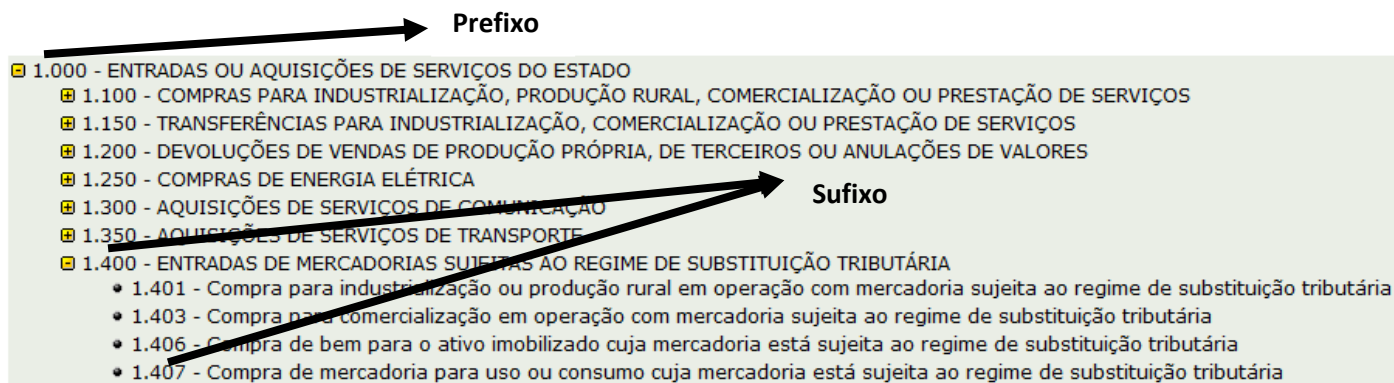 Prefixo
1.000 - ENTRADAS OU AQUISIÇÕES DE SERVIÇOS DO ESTADO
1.100 - COMPRAS PARA INDUSTRIALIZAÇÃO, PRODUÇÃO RURAL, COMERCIALIZAÇÃO OU PRESTAÇÃO DE SERVIÇOS
1.150 - TRANSFERÊNCIAS PARA INDUSTRIALIZAÇÃO, COMERCIALIZAÇÃO OU PRESTAÇÃO DE SERVIÇOS
1.200 - DEVOLUÇÕES DE VENDAS DE PRODUÇÃO PRÓPRIA, DE TERCEIROS OU ANULAÇÕES DE VALORES
1.250 - COMPRAS DE ENERGIA ELÉTRICA
Sufixo
1.300 - AQUISIÇÕES DE SERVIÇOS DE COMUNICAÇÃO
1.350 - AQUISIÇÕES DE SERVIÇOS DE TRANSPORTE
1.400 - ENTRADAS DE MERCADORIAS SUJEITAS AO REGIME DE SUBSTITUIÇÃO TRIBUTÁRIA
• 1.401 - Compra para industrialização ou produção rural em operação com mercadoria sujeita ao regime de substituição tributária
• 1.403 - Compra para comercialização em operação com mercadoria sujeita ao regime de substituição tributária
• 1.406 - Compra de bem para o ativo imobilizado cuja mercadoria está sujeita ao regime de substituição tributária
• 1.407 - Compra de mercadoria para uso ou consumo cuja mercadoria está sujeita ao regime de substituição tributária